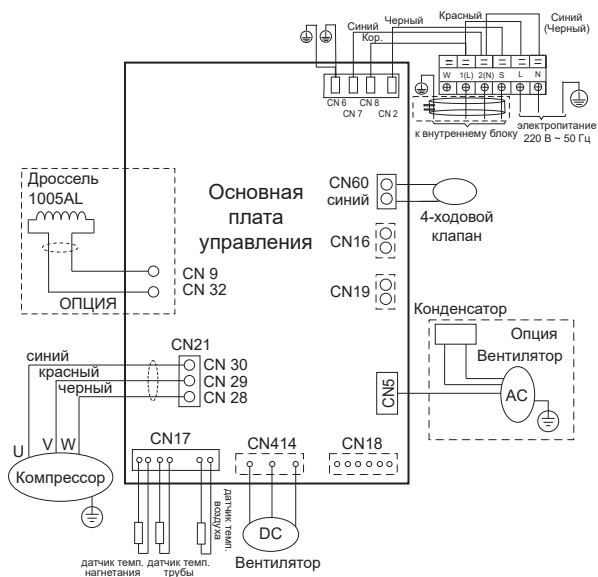 Синий
Кор.
Черный
Красный
Синий
(Черный)
W 1(L) 2(N) S L N
CN 6
CN 7
CN 8
CN 2
к внутреннему блоку
электропитание
220 В ~ 50 Гц
Дроссель
1005AL
CN 9
CN 32
ОПЦИЯ
Основная
плата
управления
CN60
синий
4-ходовой
клапан
CN16
CN19
Конденсатор
Опция
Вентилятор
AC
CN5
CN21
синий
красный
черный
CN 30
CN 29
CN 28
U V W
Компрессор
CN17
CN414
CN18
датчик темп.
нагнетания
датчик темп.
трубы
датчик темп.
воздуха
DC
Вентилятор